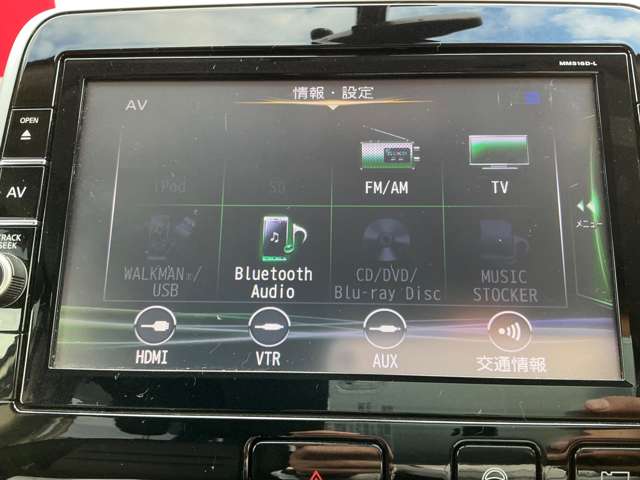 MM516D-L
情報・設定
AV
OPEN
AV
TRACK
SEEK
iPod
SD
FM/AM
TV
メニュー
WALKMAN®/
USB
Bluetooth
Audio
CD/DVD/
Blu-ray Disc
MUSIC
STOCKER
HDMI
VTR
AUX
交通情報